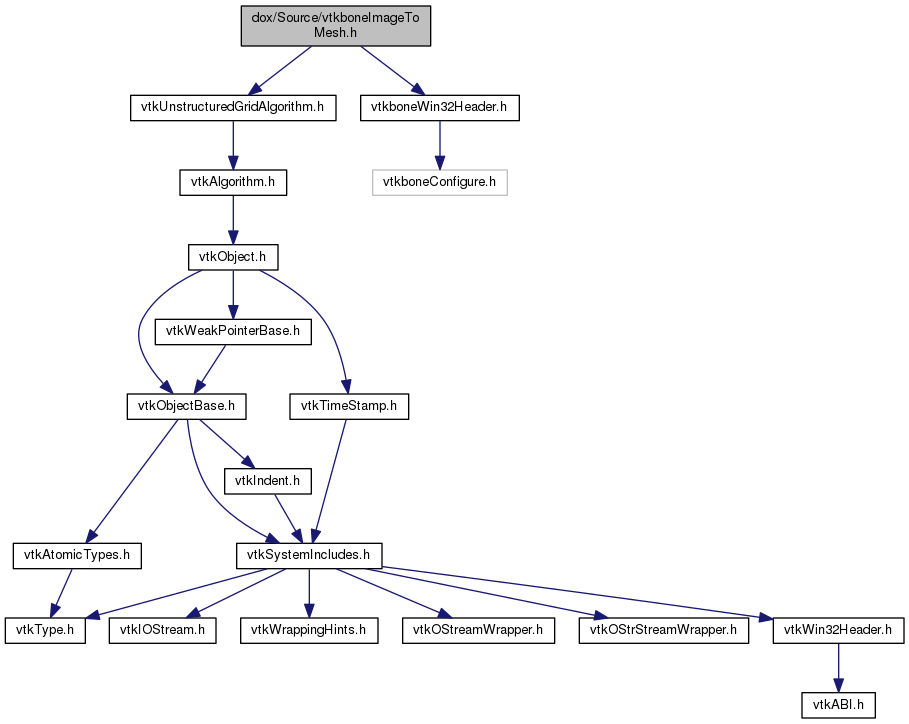 dox/Source/vtkboneImageTo
Mesh.h
vtkUnstructuredGridAlgorithm.h
vtkboneWin32Header.h
vtkAlgorithm.h
vtkboneConfigure.h
vtkObject.h
vtkWeakPointerBase.h
vtkObjectBase.h
vtkTimeStamp.h
vtkIndent.h
vtkAtomicTypes.h
vtkSystemIncludes.h
vtkType.h
vtkIOStream.h
vtkWrappingHints.h
vtkOStreamWrapper.h
vtkOStrStreamWrapper.h
vtkWin32Header.h
vtkABI.h